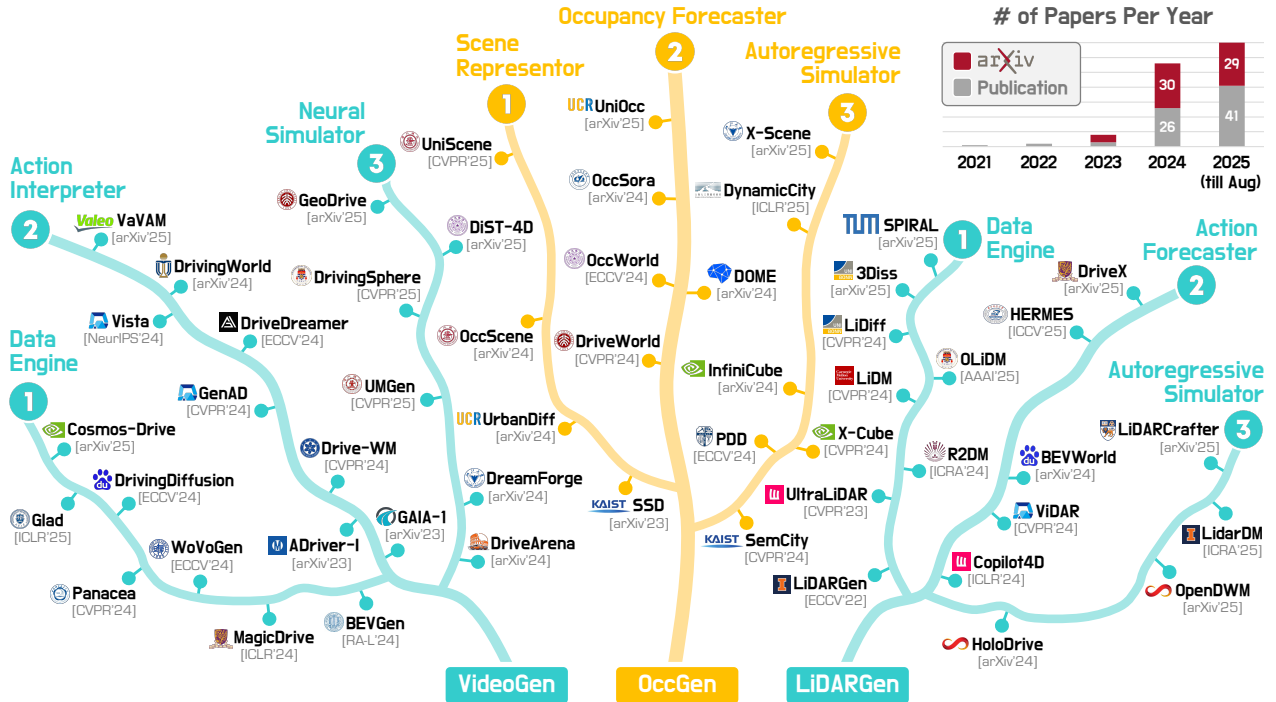 Occupancy Forecaster
2
Scene
Representor
1
Autoregressive
Simulator
3
# of Papers Per Year
arXiv
Publication
30
26
29
41
2021
2022
2023
2024
2025
(till Aug)
Neural
Simulator
3
Action
Interpreter
2
Data
Engine
1
Valeo VaVAM
[arXiv'25]
DrivingWorld
[arXiv'24]
Vista
[NeurIPS'24]
DriveDreamer
[ECCV'24]
GenAD
[CVPR'24]
Drive-WM
[CVPR'24]
ADriver-I
[arXiv'23]
GAIA-1
[arXiv'23]
Cosmos-Drive
[arXiv'25]
du
DrivingDiffusion
[ECCV'24]
Glad
[ICLR'25]
WoVoGen
[ECCV'24]
Panacea
[CVPR'24]
MagicDrive
[ICLR'24]
BEVGen
[RA-L'24]
GeoDrive
[arXiv'25]
DiST-4D
[arXiv'25]
DrivingSphere
[CVPR'25]
UMGen
[CVPR'25]
DreamForge
[arXiv'24]
DriveArena
[arXiv'24]
VideoGen
UniScene
[CVPR'25]
OccScene
[arXiv'24]
UCR UrbanDiff
[arXiv'24]
KAIST SSD
[arXiv'23]
UCR UniOcc
[arXiv'25]
OccSora
[arXiv'24]
OccWorld
[ECCV'24]
DOME
[arXiv'24]
DriveWorld
[CVPR'24]
X-Scene
[arXiv'25]
DynamicCity
[ICLR'25]
InfiniCube
[arXiv'24]
PDD
[ECCV'24]
X-Cube
[CVPR'24]
KAIST SemCity
[CVPR'24]
OccGen
Data
Engine
1
Action
Forecaster
2
Autoregressive
Simulator
3
TUM SPIRAL
[arXiv'25]
3Diss
[arXiv'25]
LiDiff
[CVPR'24]
OLiDM
[AAAI'25]
LiDM
[CVPR'24]
R2DM
[ICRA'24]
UltraLiDAR
[CVPR'23]
LiDARGen
[ECCV'22]
DriveX
[arXiv'25]
HERMES
[ICCV'25]
du
BEVWorld
[arXiv'24]
ViDAR
[CVPR'24]
Copilot4D
[ICLR'24]
LiDARCrafter
[arXiv'25]
LidarDM
[ICRA'25]
OpenDWM
[arXiv'25]
HoloDrive
[arXiv'24]
LiDARGen